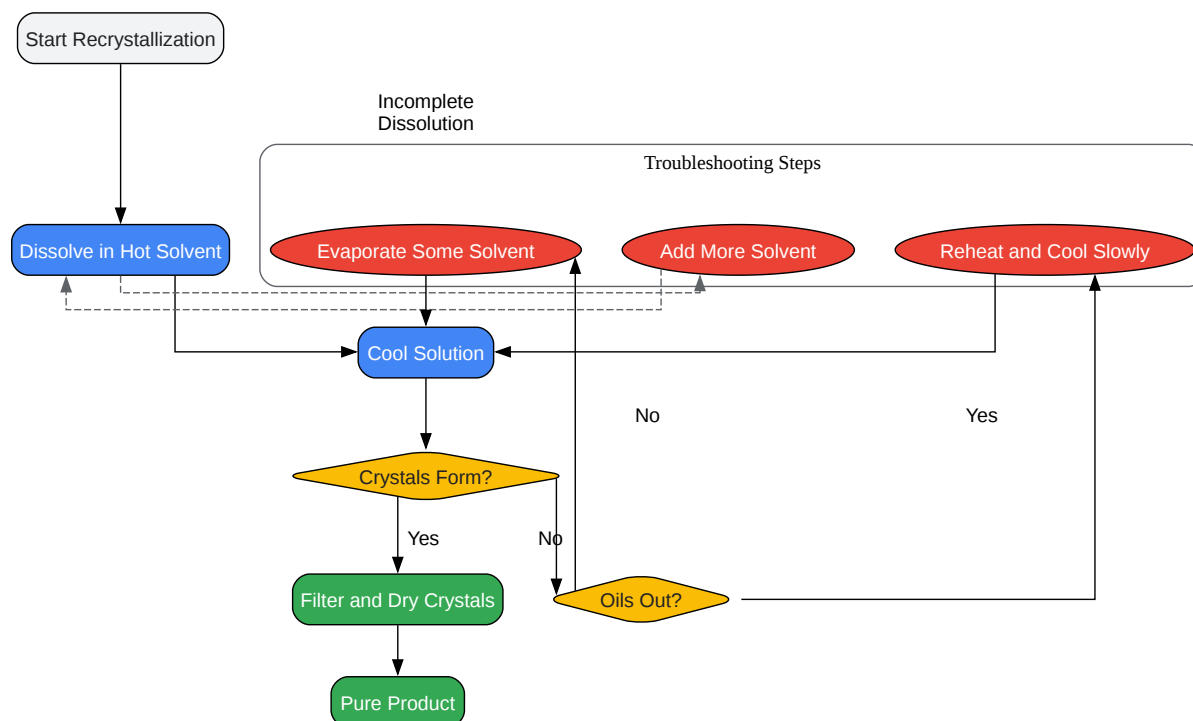 Start Recrystallization
Incomplete
Dissolution
Troubleshooting Steps
Dissolve in Hot Solvent
Evaporate Some Solvent
Add More Solvent
Reheat and Cool Slowly
Cool Solution
No
Yes
Crystals Form?
Yes
No
Filter and Dry Crystals
Oils Out?
Pure Product